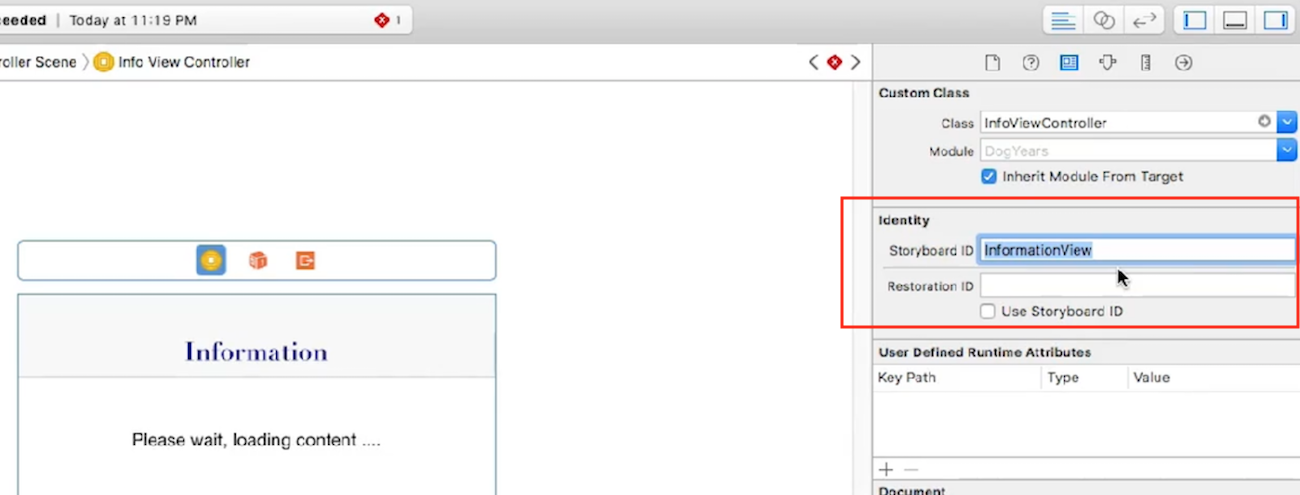 eeded | Today at 11:19 PM 1
roller Scene 〉 Info View Controller
Custom Class
Class InfoViewController
Module DogYears
Inherit Module From Target
Identity
Storyboard ID InformationView
Restoration ID
Use Storyboard ID
User Defined Runtime Attributes
Key Path Type Value
Document
Information
Please wait, loading content ....